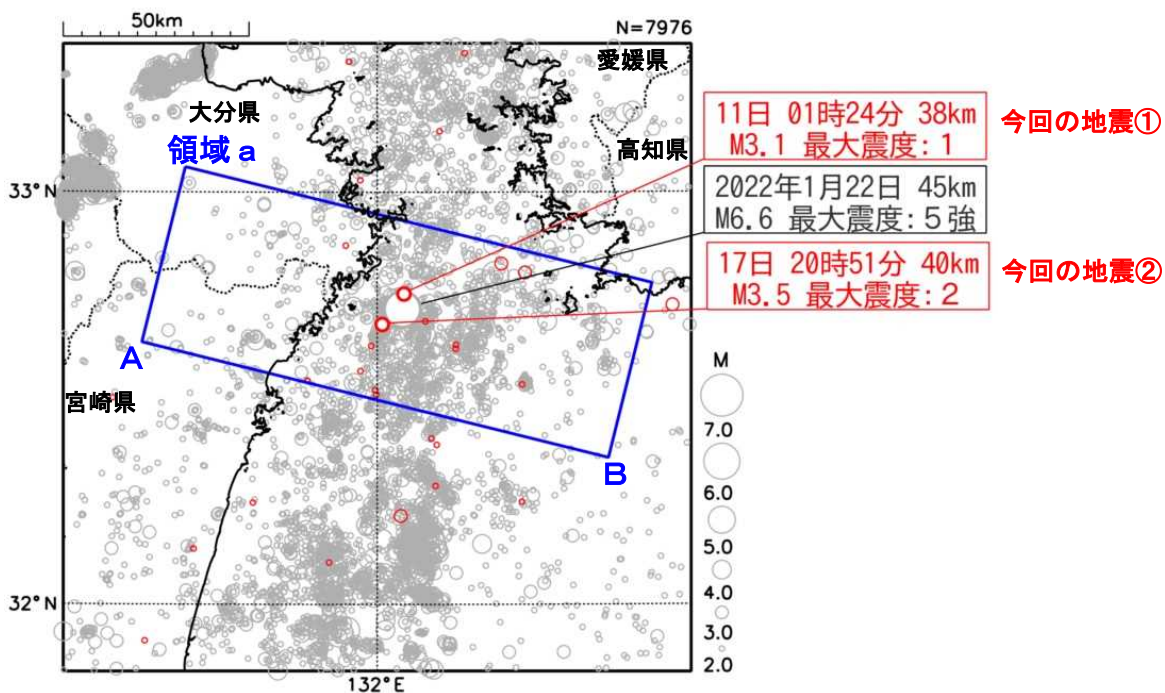 50km
N=7976
愛媛県
大分県
領域 a
高知県
33°N
11日 01時24分 38km
M3.1 最大震度:1
今回の地震①
2022年1月22日 45km
M6.6 最大震度:5強
17日 20時51分 40km
M3.5 最大震度:2
今回の地震②
A
宮崎県
B
M
7.0
6.0
5.0
4.0
3.0
2.0
32°N
132°E